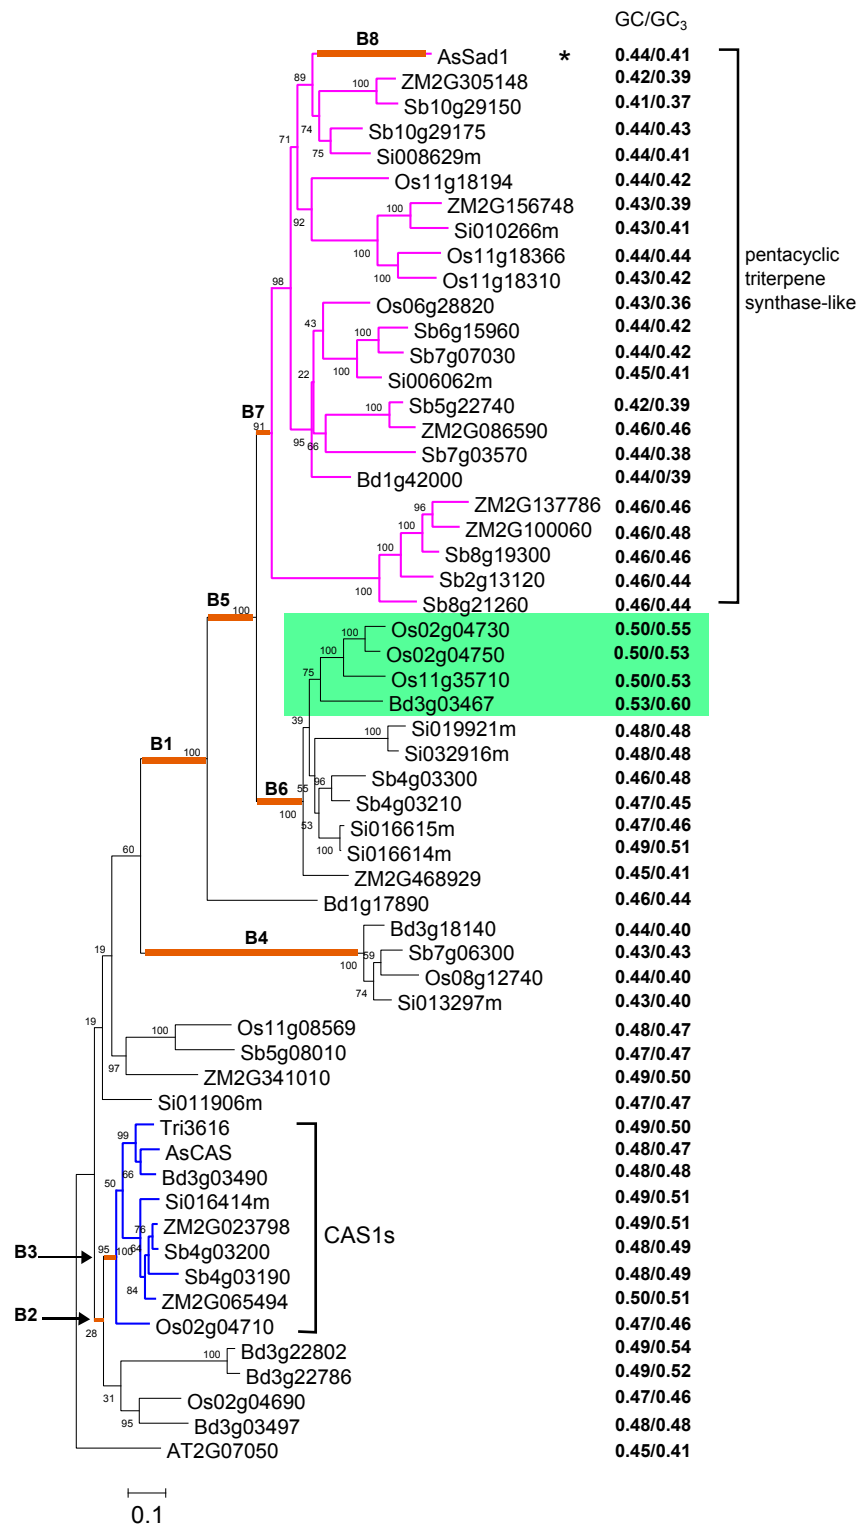 GC/GC3
B8
AsSad1 * 0.44/0.41
89
ZM2G305148 0.42/0.39
100
Sb10g29150 0.41/0.37
74
Sb10g29175 0.44/0.43
71
75
Si008629m 0.44/0.41
Os11g18194 0.44/0.42
ZM2G156748 0.43/0.39
100
92
Si010266m 0.43/0.41
100
Os11g18366 0.44/0.44
pentacyclic
triterpene
synthase-like
100
Os11g18310 0.43/0.42
98
Os06g28820 0.43/0.36
43
Sb6g15960 0.44/0.42
100
Sb7g07030 0.44/0.42
100
22
Si006062m 0.45/0.41
Sb5g22740 0.42/0.39
100
B7
91
ZM2G086590 0.46/0.46
95
66
Sb7g03570 0.44/0.38
Bd1g42000 0.44/0/39
ZM2G137786 0.46/0.46
96
ZM2G100060 0.46/0.48
100
Sb8g19300 0.46/0.46
100
Sb2g13120 0.46/0.44
100
Sb8g21260 0.46/0.44
B5
100
Os02g04730 0.50/0.55
100
Os02g04750 0.50/0.53
100
Os11g35710 0.50/0.53
75
Bd3g03467 0.53/0.60
39
Si019921m 0.48/0.48
100
B1
100
Si032916m 0.48/0.48
Sb4g03300 0.46/0.48
96
55
B6
100
Sb4g03210 0.47/0.45
53
Si016615m 0.47/0.46
100
Si016614m 0.49/0.51
60
ZM2G468929 0.45/0.41
Bd1g17890 0.46/0.44
Bd3g18140 0.44/0.40
B4
100
59
Sb7g06300 0.43/0.43
19
Os08g12740 0.44/0.40
74
Si013297m 0.43/0.40
19
Os11g08569 0.48/0.47
100
Sb5g08010 0.47/0.47
97
ZM2G341010 0.49/0.50
Si011906m 0.47/0.47
Tri3616 0.49/0.50
99
AsCAS 0.48/0.47
66
Bd3g03490 0.48/0.48
50
Si016414m 0.49/0.51
ZM2G023798 0.49/0.51
76
CAS1s
B3
95
100
64
Sb4g03200 0.48/0.49
Sb4g03190 0.48/0.49
84
ZM2G065494 0.50/0.51
B2
28
Os02g04710 0.47/0.46
Bd3g22802 0.49/0.54
100
Bd3g22786 0.49/0.52
31
Os02g04690 0.47/0.46
95
Bd3g03497 0.48/0.48
AT2G07050 0.45/0.41
0.1